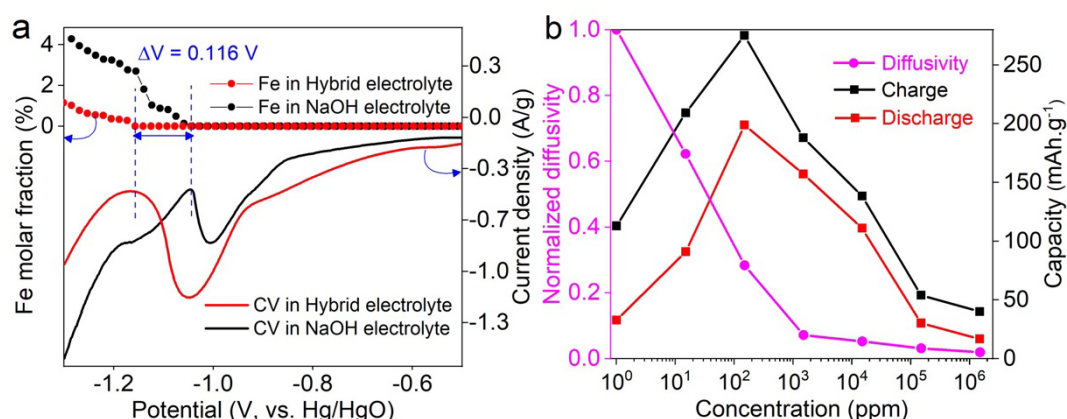 a
ΔV = 0.116 V
Fe in Hybrid electrolyte
Fe in NaOH electrolyte
CV in Hybrid electrolyte
CV in NaOH electrolyte
Fe molar fraction (%)
4
2
0
Current density (A/g)
0.3
0.0
-0.3
-0.7
-1.0
-1.3
-1.2
-1.0
-0.8
-0.6
Potential (V, vs. Hg/HgO)
b
Diffusivity
Charge
Discharge
Normalized diffusivity
1.0
0.8
0.6
0.4
0.2
0.0
Capacity (mAh.g⁻¹)
250
200
150
100
50
0
10⁰
10¹
10²
10³
10⁴
10⁵
10⁶
Concentration (ppm)